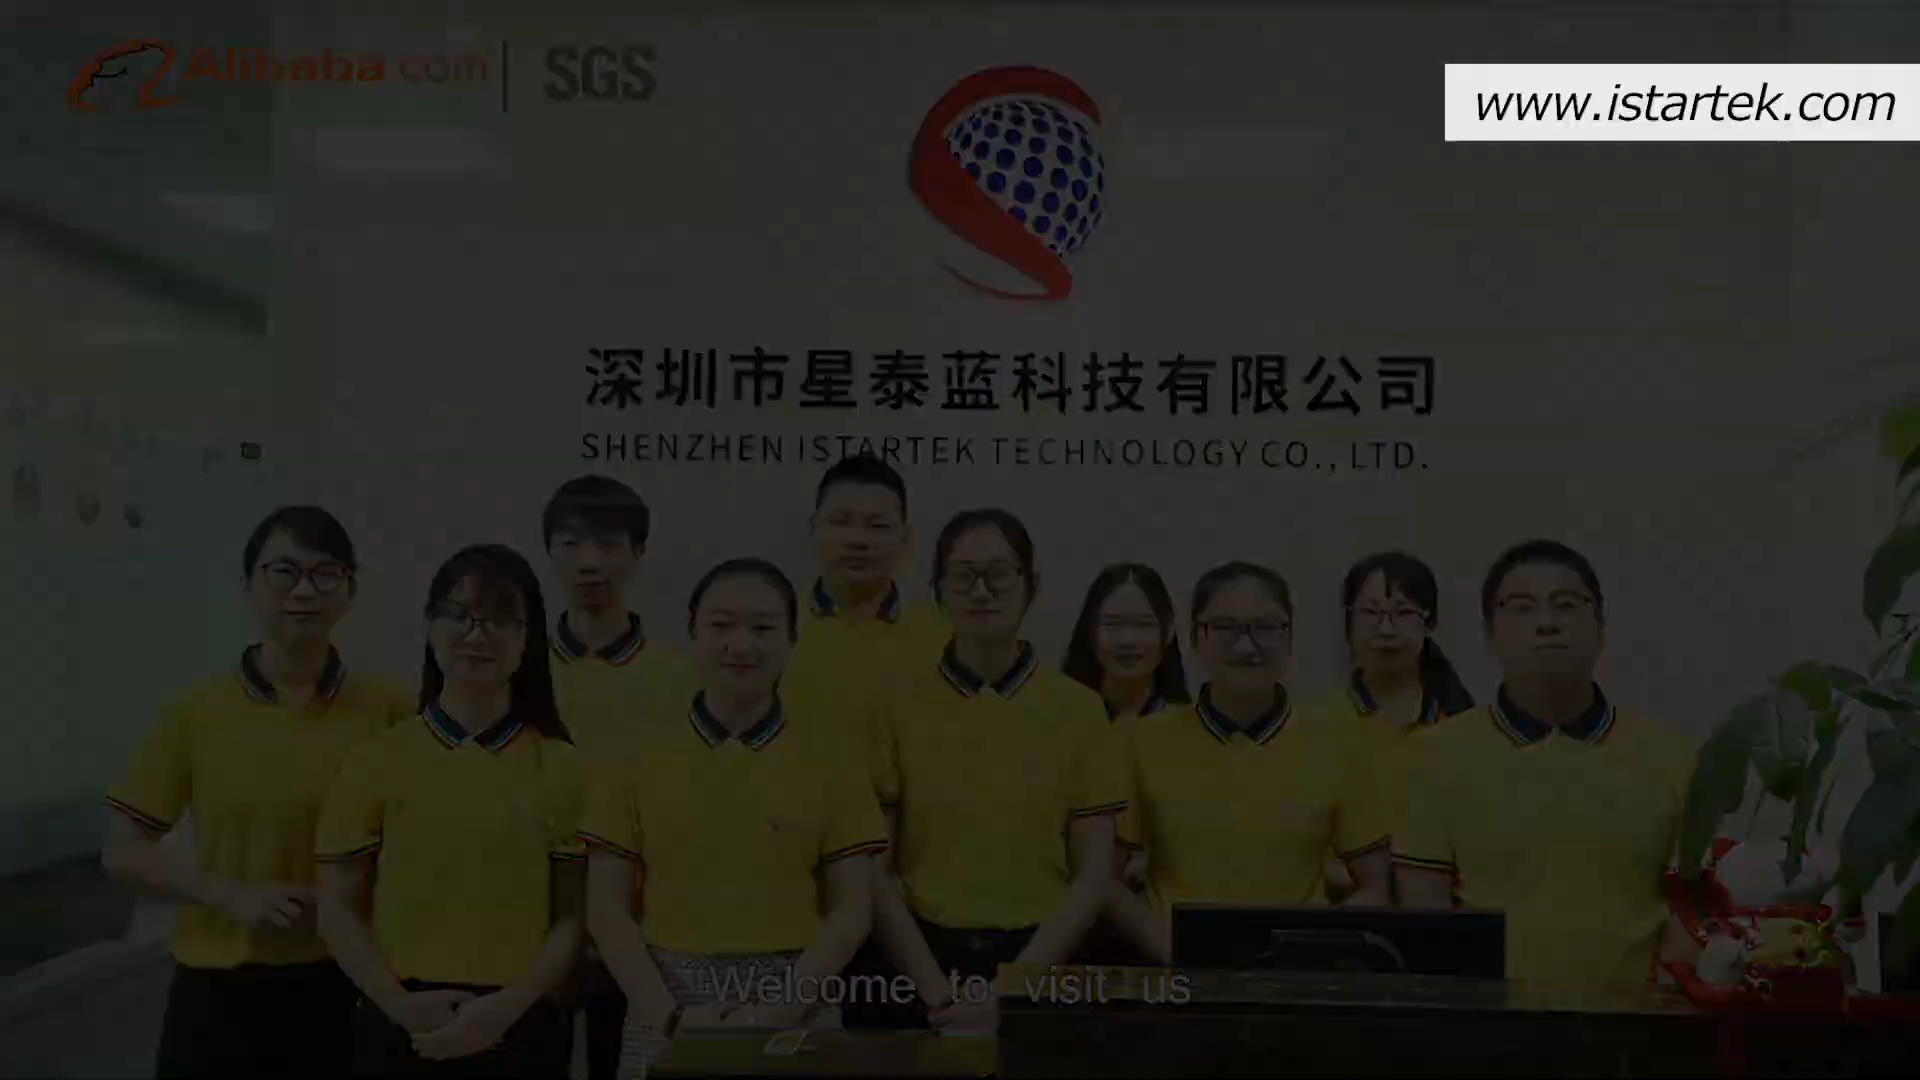 Alibaba.com | SGS
www.istartek.com
深圳市星泰蓝科技有限公司
SHENZHEN ISTARTEK TECHNOLOGY CO., LTD.
Welcome to visit us